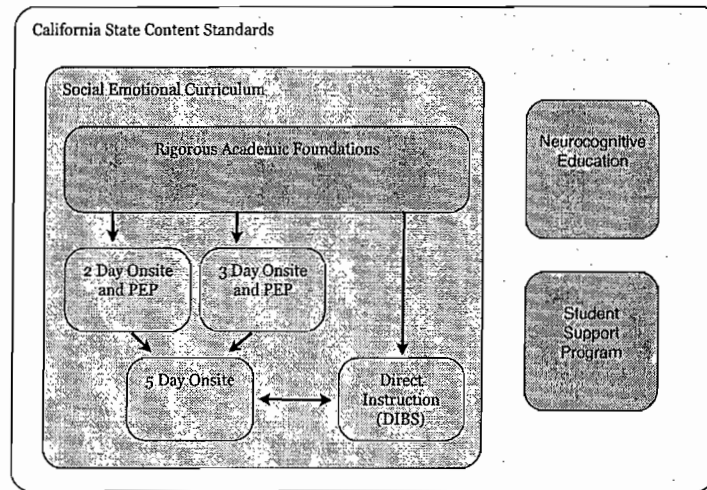 California State Content Standards
Social Emotional Curriculum
Rigorous Academic Foundations
Neurocognitive
Education
2 Day Onsite
and PEP
3 Day Onsite
and PEP
Student
Support
Program
5 Day Onsite
Direct
Instruction
(DIBS)